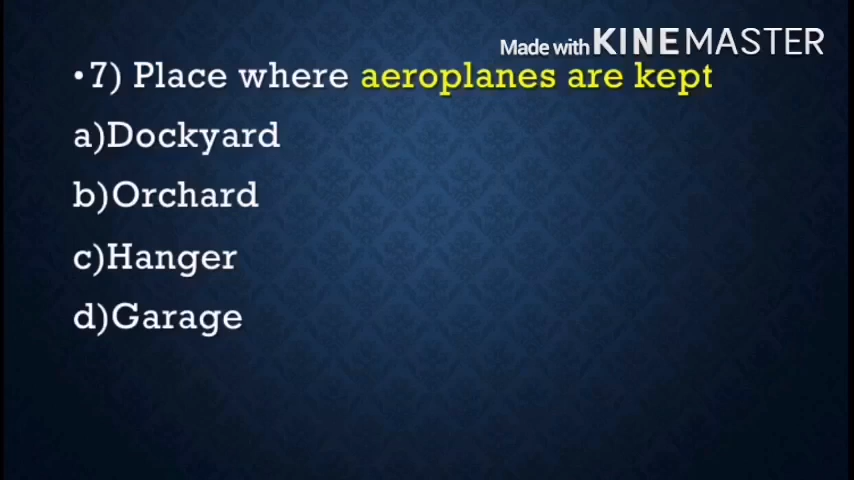 Made with KINEMASTER
•7) Place where aeroplanes are kept
a)Dockyard
b)Orchard
c)Hanger
d)Garage